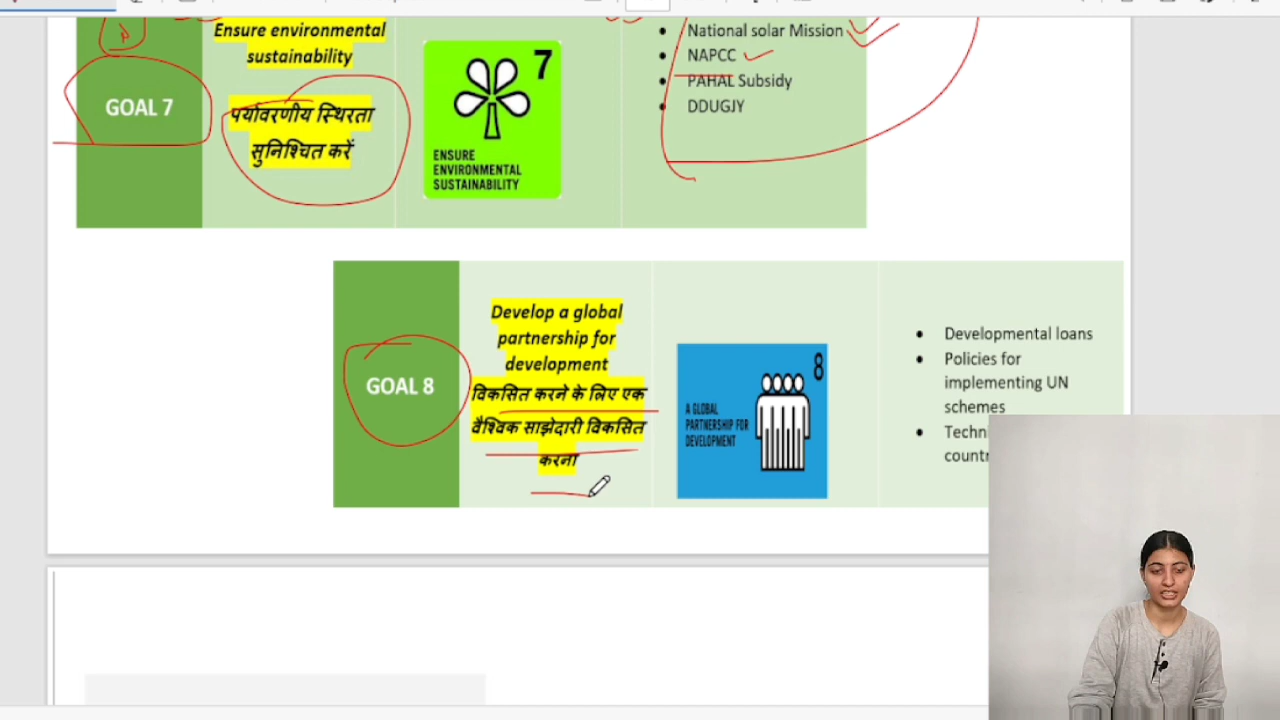 Ensure environmental
sustainability
पर्यावरणीय स्थिरता
सुनिश्चित करें
GOAL 7
7
ENSURE
ENVIRONMENTAL
SUSTAINABILITY
• National solar Mission
• NAPCC
• PAHAL Subsidy
• DDUGJY
GOAL 8
Develop a global
partnership for
development
विकसित करने के लिए एक
वैश्विक साझेदारी विकसित
करना
8
A GLOBAL
PARTNERSHIP FOR
DEVELOPMENT
• Developmental loans
• Policies for
implementing UN
schemes